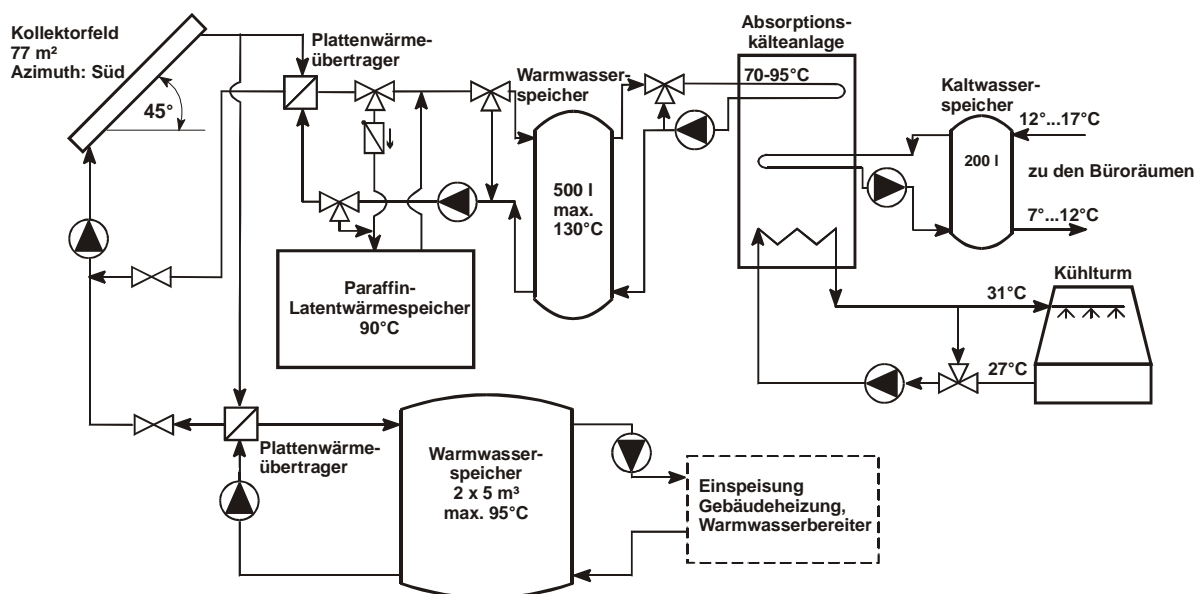 Kollektorfeld
77 m²
Azimuth: Süd
45°
Plattenwärme-
übertrager
Warmwasser-
speicher
500 l
max.
130°C
Absorptions-
kälteanlage
70-95°C
Kaltwasser-
speicher
200 l
12°...17°C
zu den Büroräumen
7°...12°C
Paraffin-
Latentwärmespeicher
90°C
Kühlturm
31°C
27°C
Plattenwärme-
übertrager
Warmwasser-
speicher
2 x 5 m³
max. 95°C
Einspeisung
Gebäudeheizung,
Warmwasserbereiter